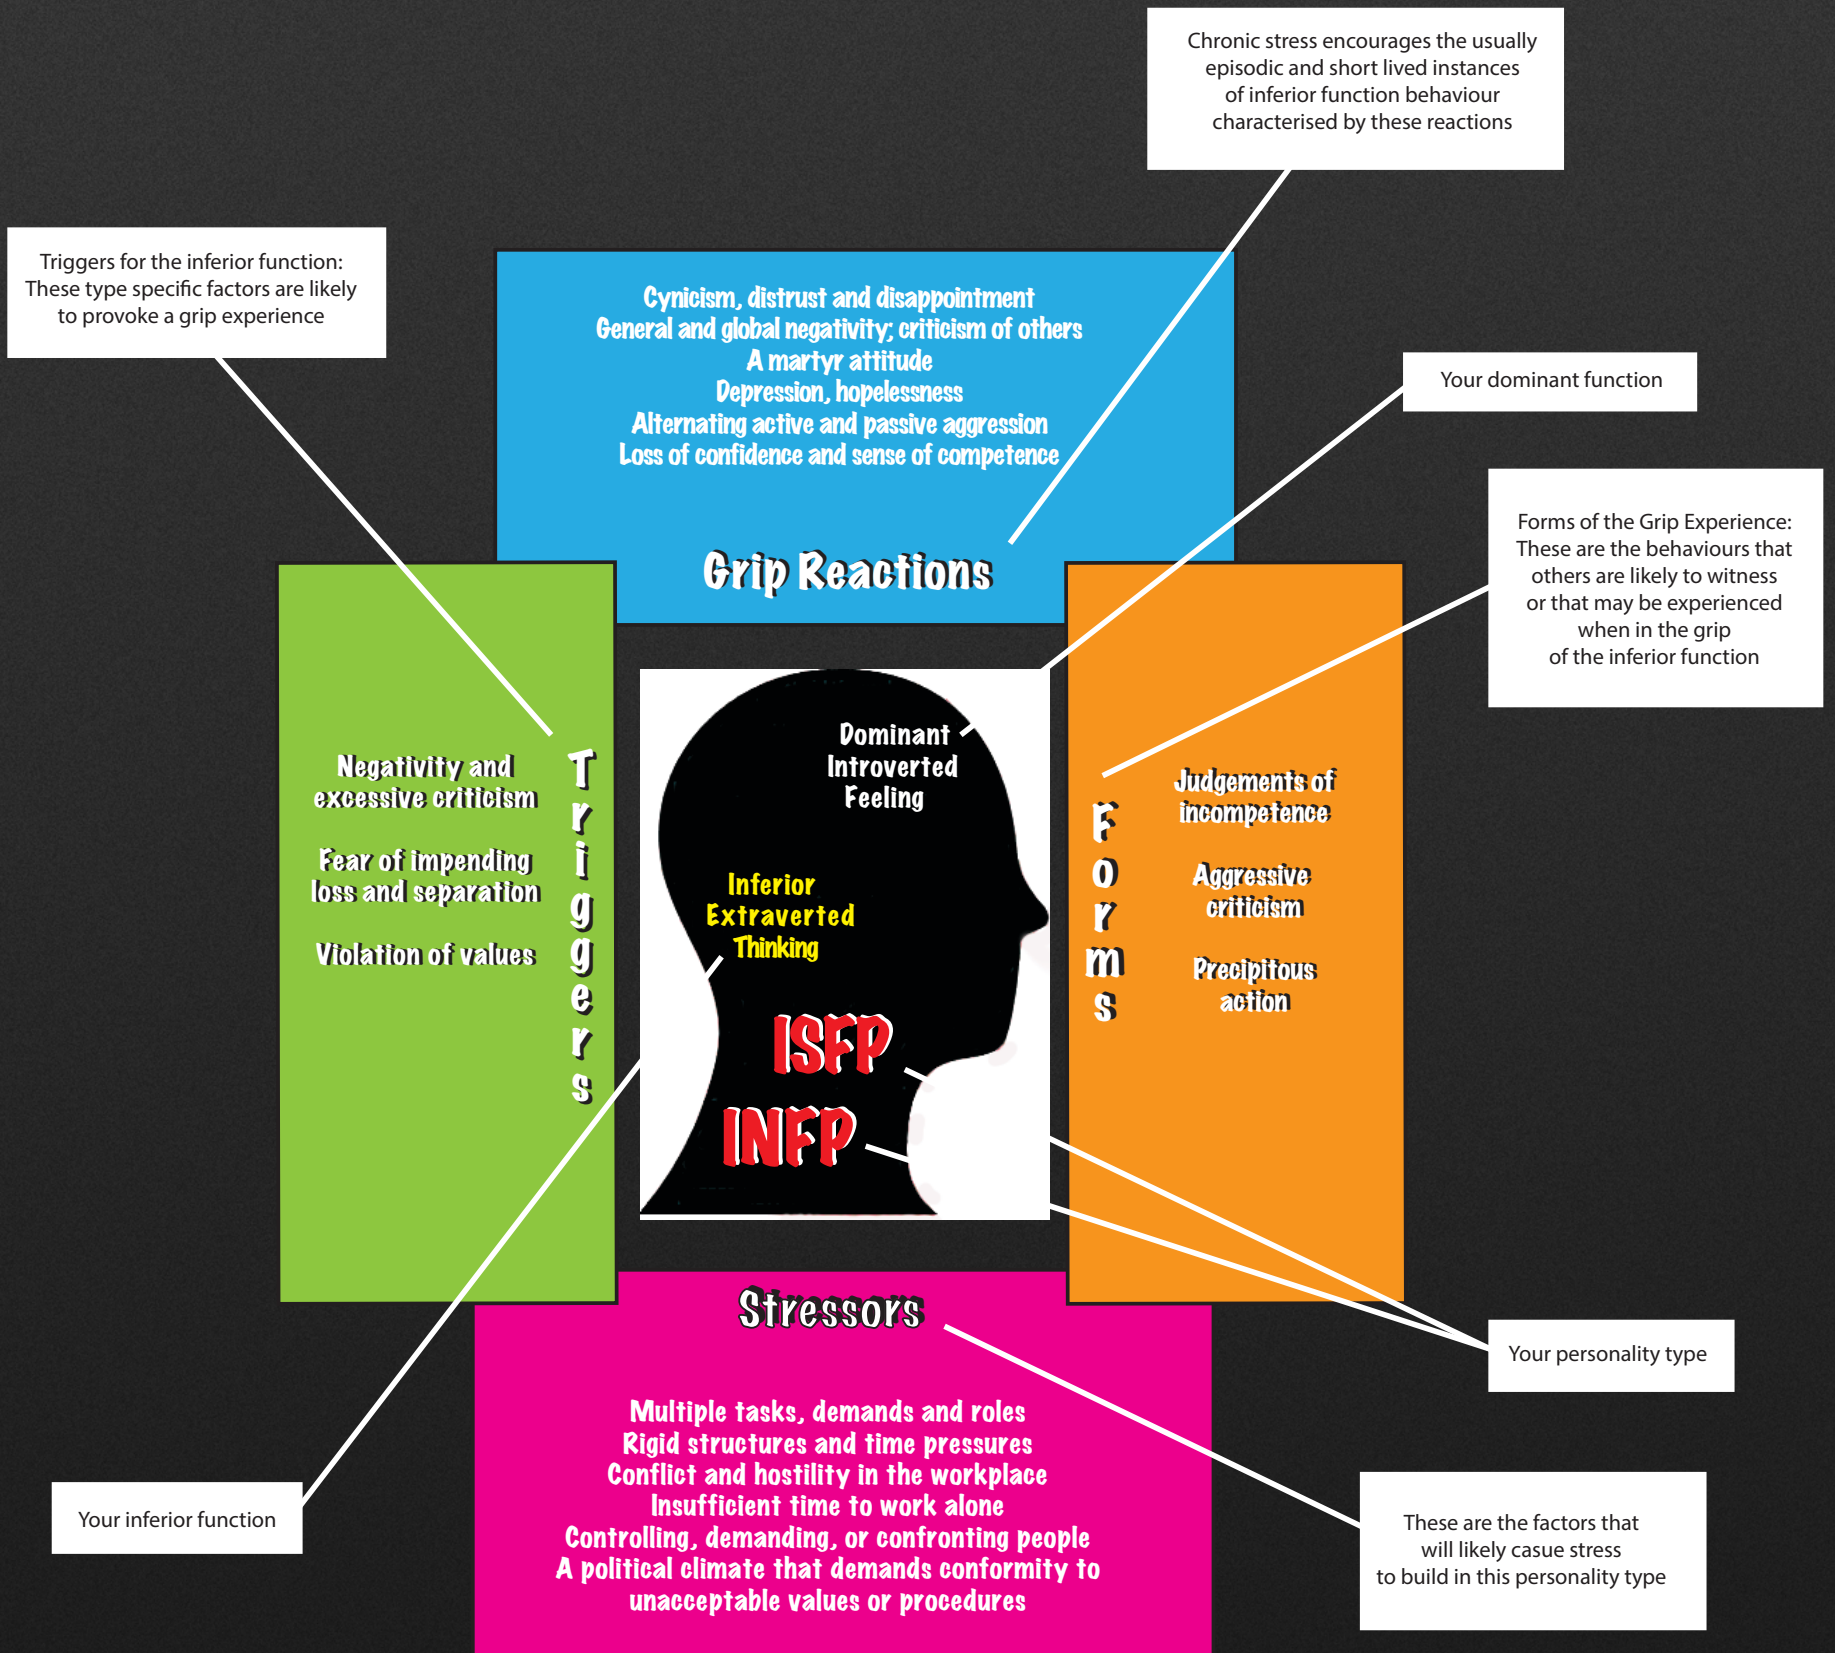 Chronic stress encourages the usually
episodic and short lived instances
of inferior function behaviour
characterised by these reactions
Triggers for the inferior function:
These type specific factors are likely
to provoke a grip experience
Cynicism, distrust and disappointment
General and global negativity; criticism of others
A martyr attitude
Depression, hopelessness
Alternating active and passive aggression
Loss of confidence and sense of competence
Grip Reactions
Your dominant function
Forms of the Grip Experience:
These are the behaviours that
others are likely to witness
or that may be experienced
when in the grip
of the inferior function
Negativity and
excessive criticism
Fear of impending
loss and separation
Violation of values
Triggers
Dominant
Introverted
Feeling
Inferior
Extraverted
Thinking
ISFP
INFP
Forms
Judgements of
incompetence
Aggressive
criticism
Precipitous
action
Stressors
Multiple tasks, demands and roles
Rigid structures and time pressures
Conflict and hostility in the workplace
Insufficient time to work alone
Controlling, demanding, or confronting people
A political climate that demands conformity to
unacceptable values or procedures
Your personality type
Your inferior function
These are the factors that
will likely casue stress
to build in this personality type